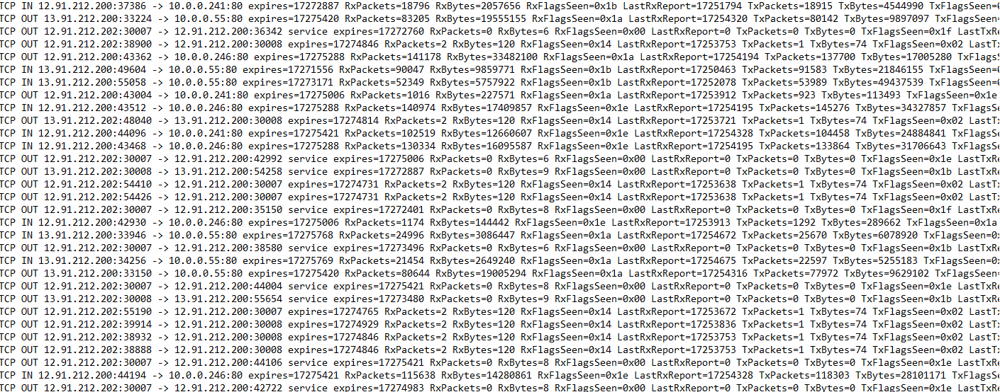 TCP IN 12.91.212.200:37386 -> 10.0.0.241:80 expires=17272887 RxPackets=18796 RxBytes=2057656 RxFlagsSeen=0x1b LastRxReport=17251794 TxPackets=18915 TxBytes=4544990 TxFlagsSeen=0
TCP OUT 13.91.212.200:33224 -> 10.0.0.55:80 expires=17275420 RxPackets=83205 RxBytes=19555155 RxFlagsSeen=0x1a LastRxReport=17254320 TxPackets=80142 TxBytes=9897097 TxFlagsSeen=0
TCP OUT 12.91.212.202:30007 -> 12.91.212.200:36342 service expires=17272760 RxPackets=0 RxBytes=6 RxFlagsSeen=0x00 LastRxReport=0 TxPackets=0 TxBytes=0 TxFlagsSeen=0x1f LastTxR
TCP OUT 12.91.212.202:38900 -> 12.91.212.200:30008 expires=17274846 RxPackets=2 RxBytes=120 RxFlagsSeen=0x14 LastRxReport=17253753 TxPackets=1 TxBytes=74 TxFlagsSeen=0x02 LastTx
TCP OUT 12.91.212.200:43362 -> 10.0.0.246:80 expires=17275288 RxPackets=141178 RxBytes=33482100 RxFlagsSeen=0x1a LastRxReport=17254194 TxPackets=137700 TxBytes=17005280 TxFlagsS
TCP IN 13.91.212.200:49604 -> 10.0.0.55:80 expires=17271556 RxPackets=90047 RxBytes=9859771 RxFlagsSeen=0x1b LastRxReport=17250463 TxPackets=91583 TxBytes=21846155 TxFlagsSeen=0
TCP IN 13.91.212.200:55058 -> 10.0.0.55:80 expires=17273171 RxPackets=52349 RxBytes=5757922 RxFlagsSeen=0x1b LastRxReport=17252078 TxPackets=53989 TxBytes=49437539 TxFlagsSeen=0
TCP OUT 12.91.212.200:43004 -> 10.0.0.241:80 expires=17275006 RxPackets=1016 RxBytes=227571 RxFlagsSeen=0x1a LastRxReport=17253912 TxPackets=923 TxBytes=113493 TxFlagsSeen=0x1e
TCP IN 12.91.212.200:43512 -> 10.0.0.246:80 expires=17275288 RxPackets=140974 RxBytes=17409857 RxFlagsSeen=0x1e LastRxReport=17254195 TxPackets=145276 TxBytes=34327857 TxFlagsSe
TCP OUT 13.91.212.202:48040 -> 13.91.212.200:30008 expires=17274814 RxPackets=2 RxBytes=120 RxFlagsSeen=0x14 LastRxReport=17253721 TxPackets=1 TxBytes=74 TxFlagsSeen=0x02 LastTx
TCP IN 12.91.212.200:44096 -> 10.0.0.241:80 expires=17275421 RxPackets=102519 RxBytes=12660607 RxFlagsSeen=0x1e LastRxReport=17254328 TxPackets=104458 TxBytes=24884841 TxFlagsSe
TCP IN 12.91.212.200:43468 -> 10.0.0.246:80 expires=17275288 RxPackets=130334 RxBytes=16095587 RxFlagsSeen=0x1e LastRxReport=17254195 TxPackets=133864 TxBytes=31706643 TxFlagsSe
TCP OUT 12.91.212.202:30007 -> 12.91.212.200:42992 service expires=17275006 RxPackets=0 RxBytes=6 RxFlagsSeen=0x00 LastRxReport=0 TxPackets=0 TxBytes=0 TxFlagsSeen=0x1e LastTxR
TCP OUT 13.91.212.202:30008 -> 13.91.212.200:54258 service expires=17272887 RxPackets=0 RxBytes=9 RxFlagsSeen=0x00 LastRxReport=0 TxPackets=0 TxBytes=0 TxFlagsSeen=0x1b LastTxR
TCP OUT 12.91.212.202:54410 -> 12.91.212.200:30007 expires=17274731 RxPackets=2 RxBytes=120 RxFlagsSeen=0x14 LastRxReport=17253638 TxPackets=1 TxBytes=74 TxFlagsSeen=0x02 LastTx
TCP OUT 12.91.212.202:54426 -> 12.91.212.200:30007 expires=17274731 RxPackets=2 RxBytes=120 RxFlagsSeen=0x14 LastRxReport=17253638 TxPackets=1 TxBytes=74 TxFlagsSeen=0x02 LastTx
TCP OUT 12.91.212.202:30007 -> 12.91.212.200:35150 service expires=17272401 RxPackets=0 RxBytes=8 RxFlagsSeen=0x00 LastRxReport=0 TxPackets=0 TxBytes=0 TxFlagsSeen=0x1f LastTxR
TCP IN 12.91.212.200:42930 -> 10.0.0.246:80 expires=17275006 RxPackets=1174 RxBytes=144442 RxFlagsSeen=0x1e LastRxReport=17253913 TxPackets=1292 TxBytes=289662 TxFlagsSeen=0x1a
TCP IN 13.91.212.200:33946 -> 10.0.0.55:80 expires=17275768 RxPackets=24996 RxBytes=3086447 RxFlagsSeen=0x1a LastRxReport=17254672 TxPackets=25670 TxBytes=6078920 TxFlagsSeen=0
TCP OUT 12.91.212.202:30007 -> 12.91.212.200:38580 service expires=17273496 RxPackets=0 RxBytes=6 RxFlagsSeen=0x00 LastRxReport=0 TxPackets=0 TxBytes=0 TxFlagsSeen=0x1b LastTxR
TCP IN 13.91.212.200:34256 -> 10.0.0.55:80 expires=17275769 RxPackets=21454 RxBytes=2649240 RxFlagsSeen=0x1a LastRxReport=17254675 TxPackets=22597 TxBytes=5255183 TxFlagsSeen=0
TCP OUT 13.91.212.200:33150 -> 10.0.0.55:80 expires=17275420 RxPackets=80644 RxBytes=19005294 RxFlagsSeen=0x1a LastRxReport=17254316 TxPackets=77972 TxBytes=9629102 TxFlagsSeen=0
TCP OUT 12.91.212.202:30007 -> 12.91.212.200:44004 service expires=17275421 RxPackets=0 RxBytes=8 RxFlagsSeen=0x00 LastRxReport=0 TxPackets=0 TxBytes=0 TxFlagsSeen=0x1e LastTxR
TCP OUT 13.91.212.202:30008 -> 13.91.212.200:55654 service expires=17273480 RxPackets=0 RxBytes=9 RxFlagsSeen=0x00 LastRxReport=0 TxPackets=0 TxBytes=0 TxFlagsSeen=0x1b LastTxR
TCP OUT 12.91.212.202:55190 -> 12.91.212.200:30007 expires=17274765 RxPackets=2 RxBytes=120 RxFlagsSeen=0x14 LastRxReport=17253672 TxPackets=1 TxBytes=74 TxFlagsSeen=0x02 LastTx
TCP OUT 12.91.212.202:39914 -> 12.91.212.200:30008 expires=17274929 RxPackets=2 RxBytes=120 RxFlagsSeen=0x14 LastRxReport=17253836 TxPackets=1 TxBytes=74 TxFlagsSeen=0x02 LastTx
TCP OUT 12.91.212.202:38932 -> 12.91.212.200:30008 expires=17274846 RxPackets=2 RxBytes=120 RxFlagsSeen=0x14 LastRxReport=17253753 TxPackets=1 TxBytes=74 TxFlagsSeen=0x02 LastTx
TCP OUT 12.91.212.202:38888 -> 12.91.212.200:30008 expires=17274846 RxPackets=2 RxBytes=120 RxFlagsSeen=0x14 LastRxReport=17253753 TxPackets=1 TxBytes=74 TxFlagsSeen=0x02 LastTx
TCP OUT 12.91.212.202:30007 -> 12.91.212.200:44106 service expires=17275421 RxPackets=0 RxBytes=8 RxFlagsSeen=0x00 LastRxReport=0 TxPackets=0 TxBytes=0 TxFlagsSeen=0x1e LastTxR
TCP IN 12.91.212.200:44194 -> 10.0.0.246:80 expires=17275421 RxPackets=115638 RxBytes=14280861 RxFlagsSeen=0x1e LastRxReport=17254328 TxPackets=118303 TxBytes=28101171 TxFlagsS
TCP OUT 12.91.212.202:30007 -> 12.91.212.200:42722 service expires=17274983 RxPackets=0 RxBytes=8 RxFlagsSeen=0x00 LastRxReport=0 TxPackets=0 TxBytes=0 TxFlagsSeen=0x1e LastTxR